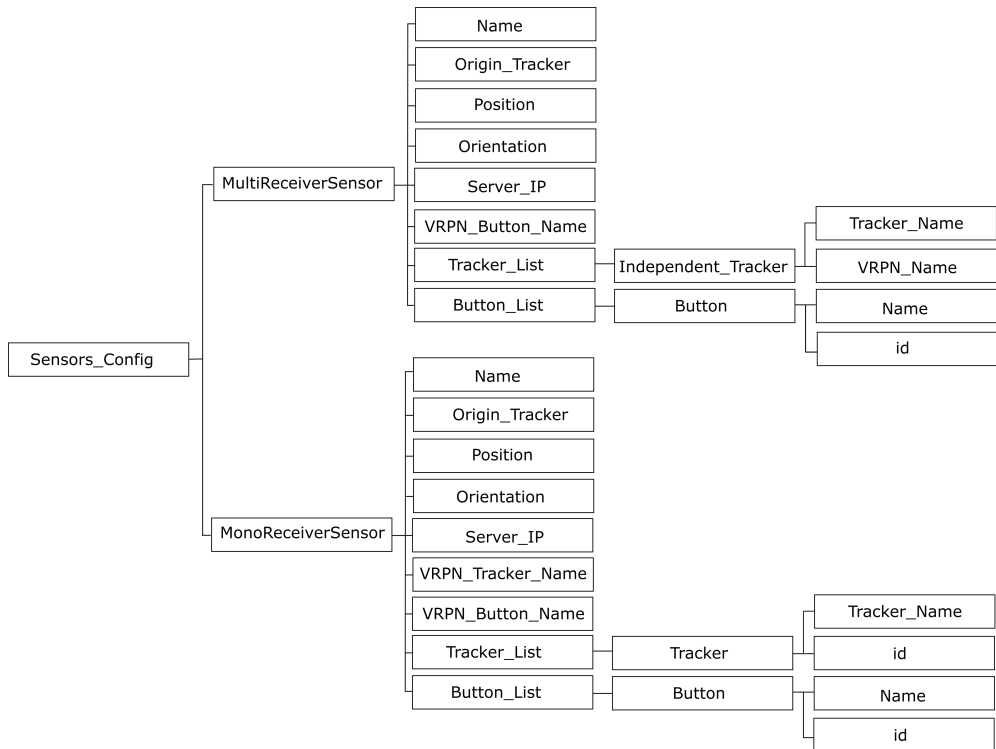 Sensors_Config
MultiReceiverSensor
Name
Origin_Tracker
Position
Orientation
Server_IP
VRPN_Button_Name
Tracker_List
Independent_Tracker
Tracker_Name
VRPN_Name
Button_List
Button
Name
id
MonoReceiverSensor
Name
Origin_Tracker
Position
Orientation
Server_IP
VRPN_Tracker_Name
VRPN_Button_Name
Tracker_List
Tracker
Tracker_Name
id
Button_List
Button
Name
id